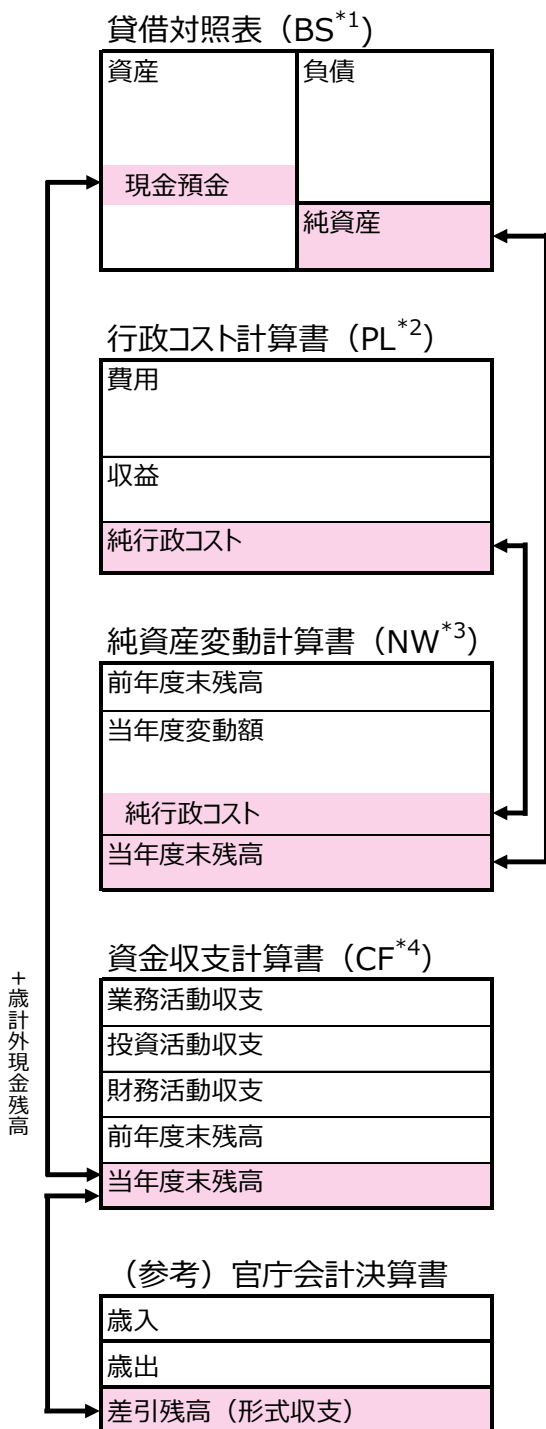 貸借対照表（BS*1)
資産
負債
現金預金
純資産
行政コスト計算書（PL*2）
費用
収益
純行政コスト
純資産変動計算書（NW*3）
前年度末残高
当年度変動額
純行政コスト
当年度末残高
資金収支計算書（CF*4）
業務活動収支
投資活動収支
財務活動収支
前年度末残高
当年度末残高
＋歳計外現金残高
（参考）官庁会計決算書
歳入
歳出
差引残高（形式収支）